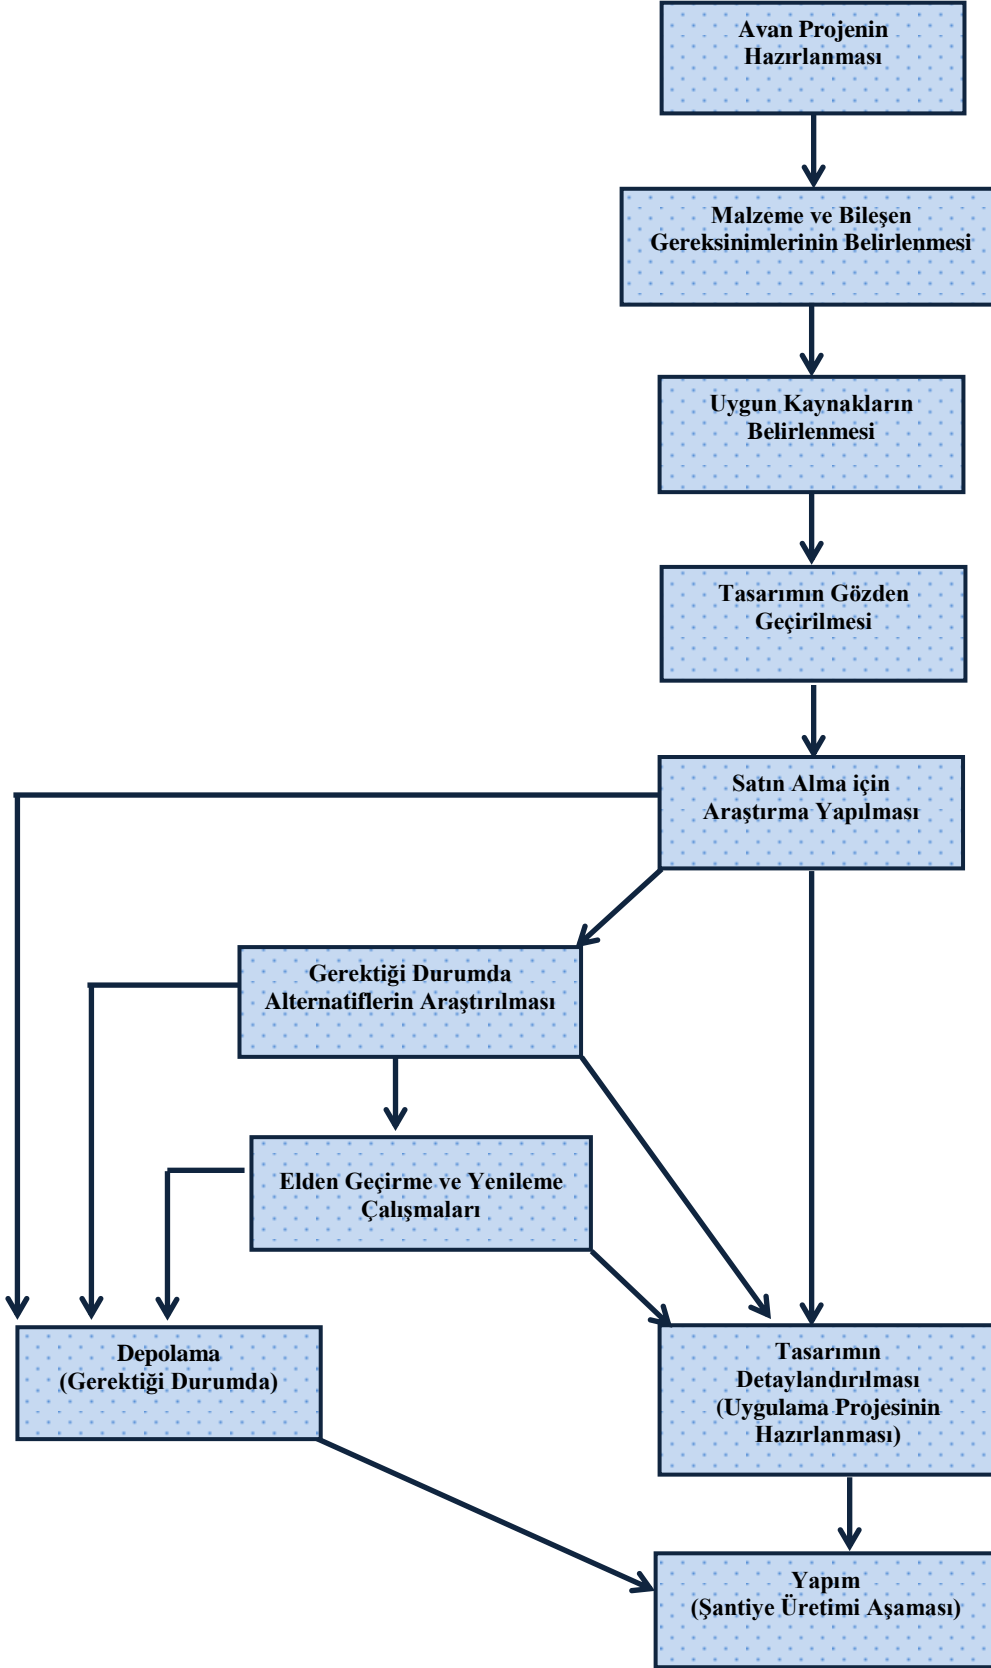 Avan Projenin
Hazırlanması
Malzeme ve Bileşen
Gereksinimlerinin Belirlenmesi
Uygun Kaynakların
Belirlenmesi
Tasarımın Gözden
Geçirilmesi
Satın Alma için
Araştırma Yapılması
Gerektiği Durumda
Alternatiflerin Araştırılması
Elden Geçirme ve Yenileme
Çalışmaları
Depolama
(Gerektiği Durumda)
Tasarımın
Detaylandırılması
(Uygulama Projesinin
Hazırlanması)
Yapım
(Şantiye Üretimi Aşaması)